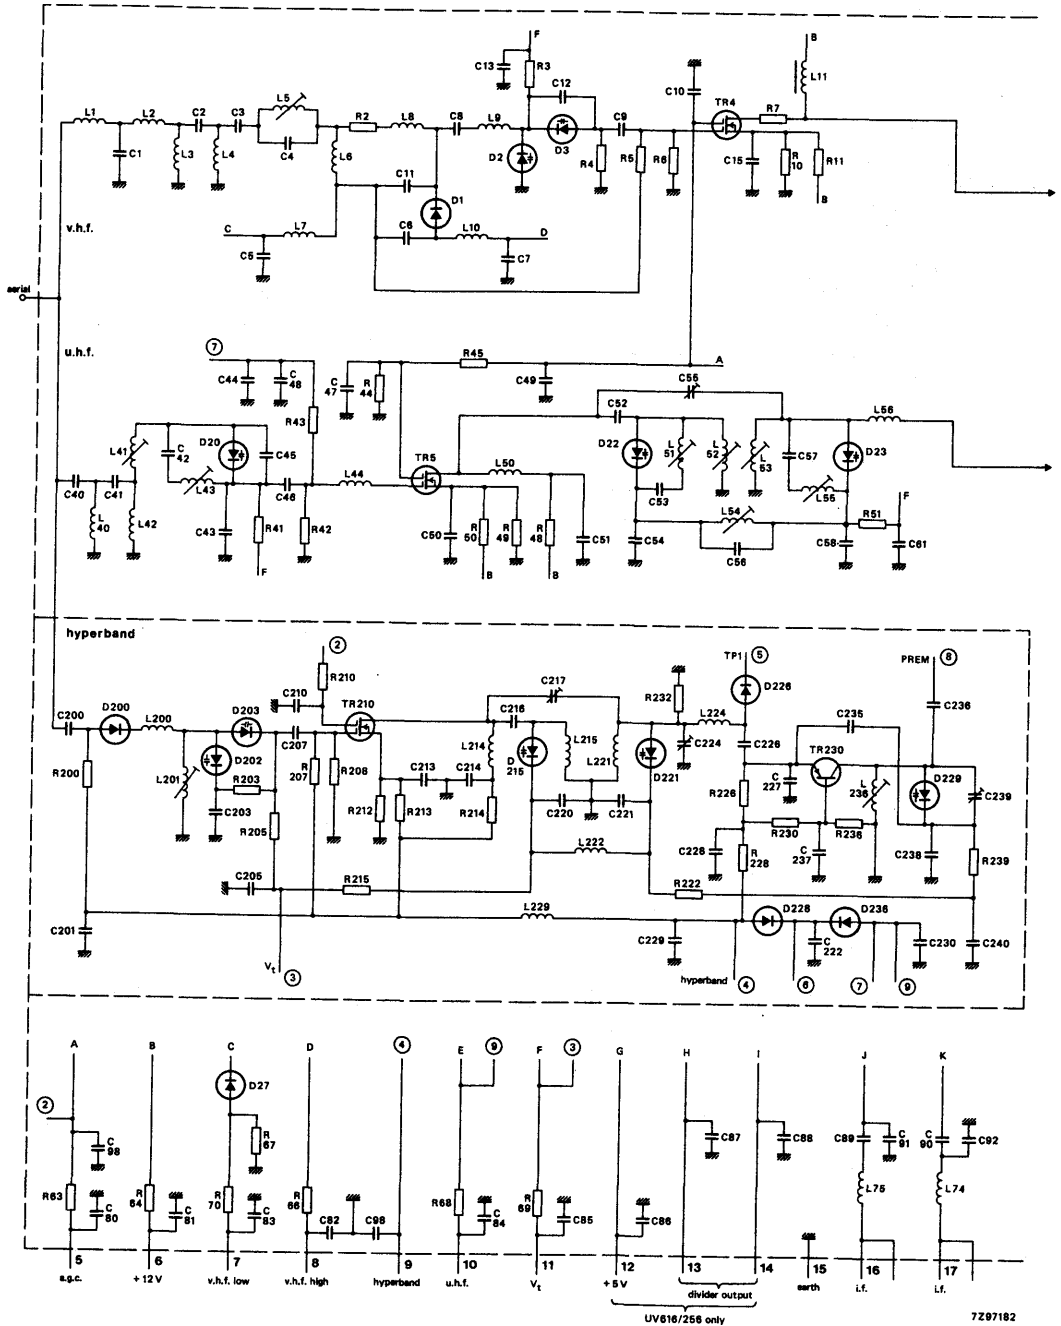 F
B
C13
R3
C12
L11
C10
TR4
R7
L1
L2
C2
C3
L5
R2
L8
C8
L9
C9
C1
L3
L4
C4
L6
D2
D3
R4
R5
R6
C15
R
10
R11
B
C11
D1
v.h.f.
C
L7
C6
L10
D
C5
C7
aerial
u.h.f.
7
R45
A
C44
C
48
C
47
R
44
C49
C55
C52
L56
R43
L41
C
42
D20
C45
TR5
D22
L
51
L
52
L
53
C57
D23
L50
C40
C41
L43
C46
L44
C53
L55
L54
F
L
40
L42
C43
R41
R42
C50
R
50
R
49
R
48
C51
C54
C56
R51
C58
C61
F
B
B
hyperband
2
R210
TP1
5
PREM
8
C210
TR210
C217
R232
D226
C236
C200
D200
L200
D203
C207
C216
L224
C235
L214
D
215
L215
L221
D221
C224
C226
TR230
R200
L201
D202
R203
R
207
R208
C213
C214
R226
C
227
L
236
D229
C239
C203
R205
R212
R213
R214
C220
C221
R230
R236
L222
C228
R
228
C
237
C238
R239
C205
R215
R222
L229
D228
D236
C201
C229
C
222
C230
C240
Vt
3
hyperband
4
6
7
9
A
B
C
D
4
E
9
F
3
G
H
I
J
K
D27
2
C
98
R
67
C87
C88
C89
C
91
C
90
C92
R63
C
80
R
64
C
81
R
70
C
83
R
66
C82
C98
R68
C
84
R
69
C85
C86
L75
L74
5
6
7
8
9
10
11
12
13
14
15
16
17
a.g.c.
+ 12 V
v.h.f. low
v.h.f. high
hyperband
u.h.f.
Vt
+ 5 V
divider output
earth
i.f.
i.f.
UV616/256 only
7Z97182